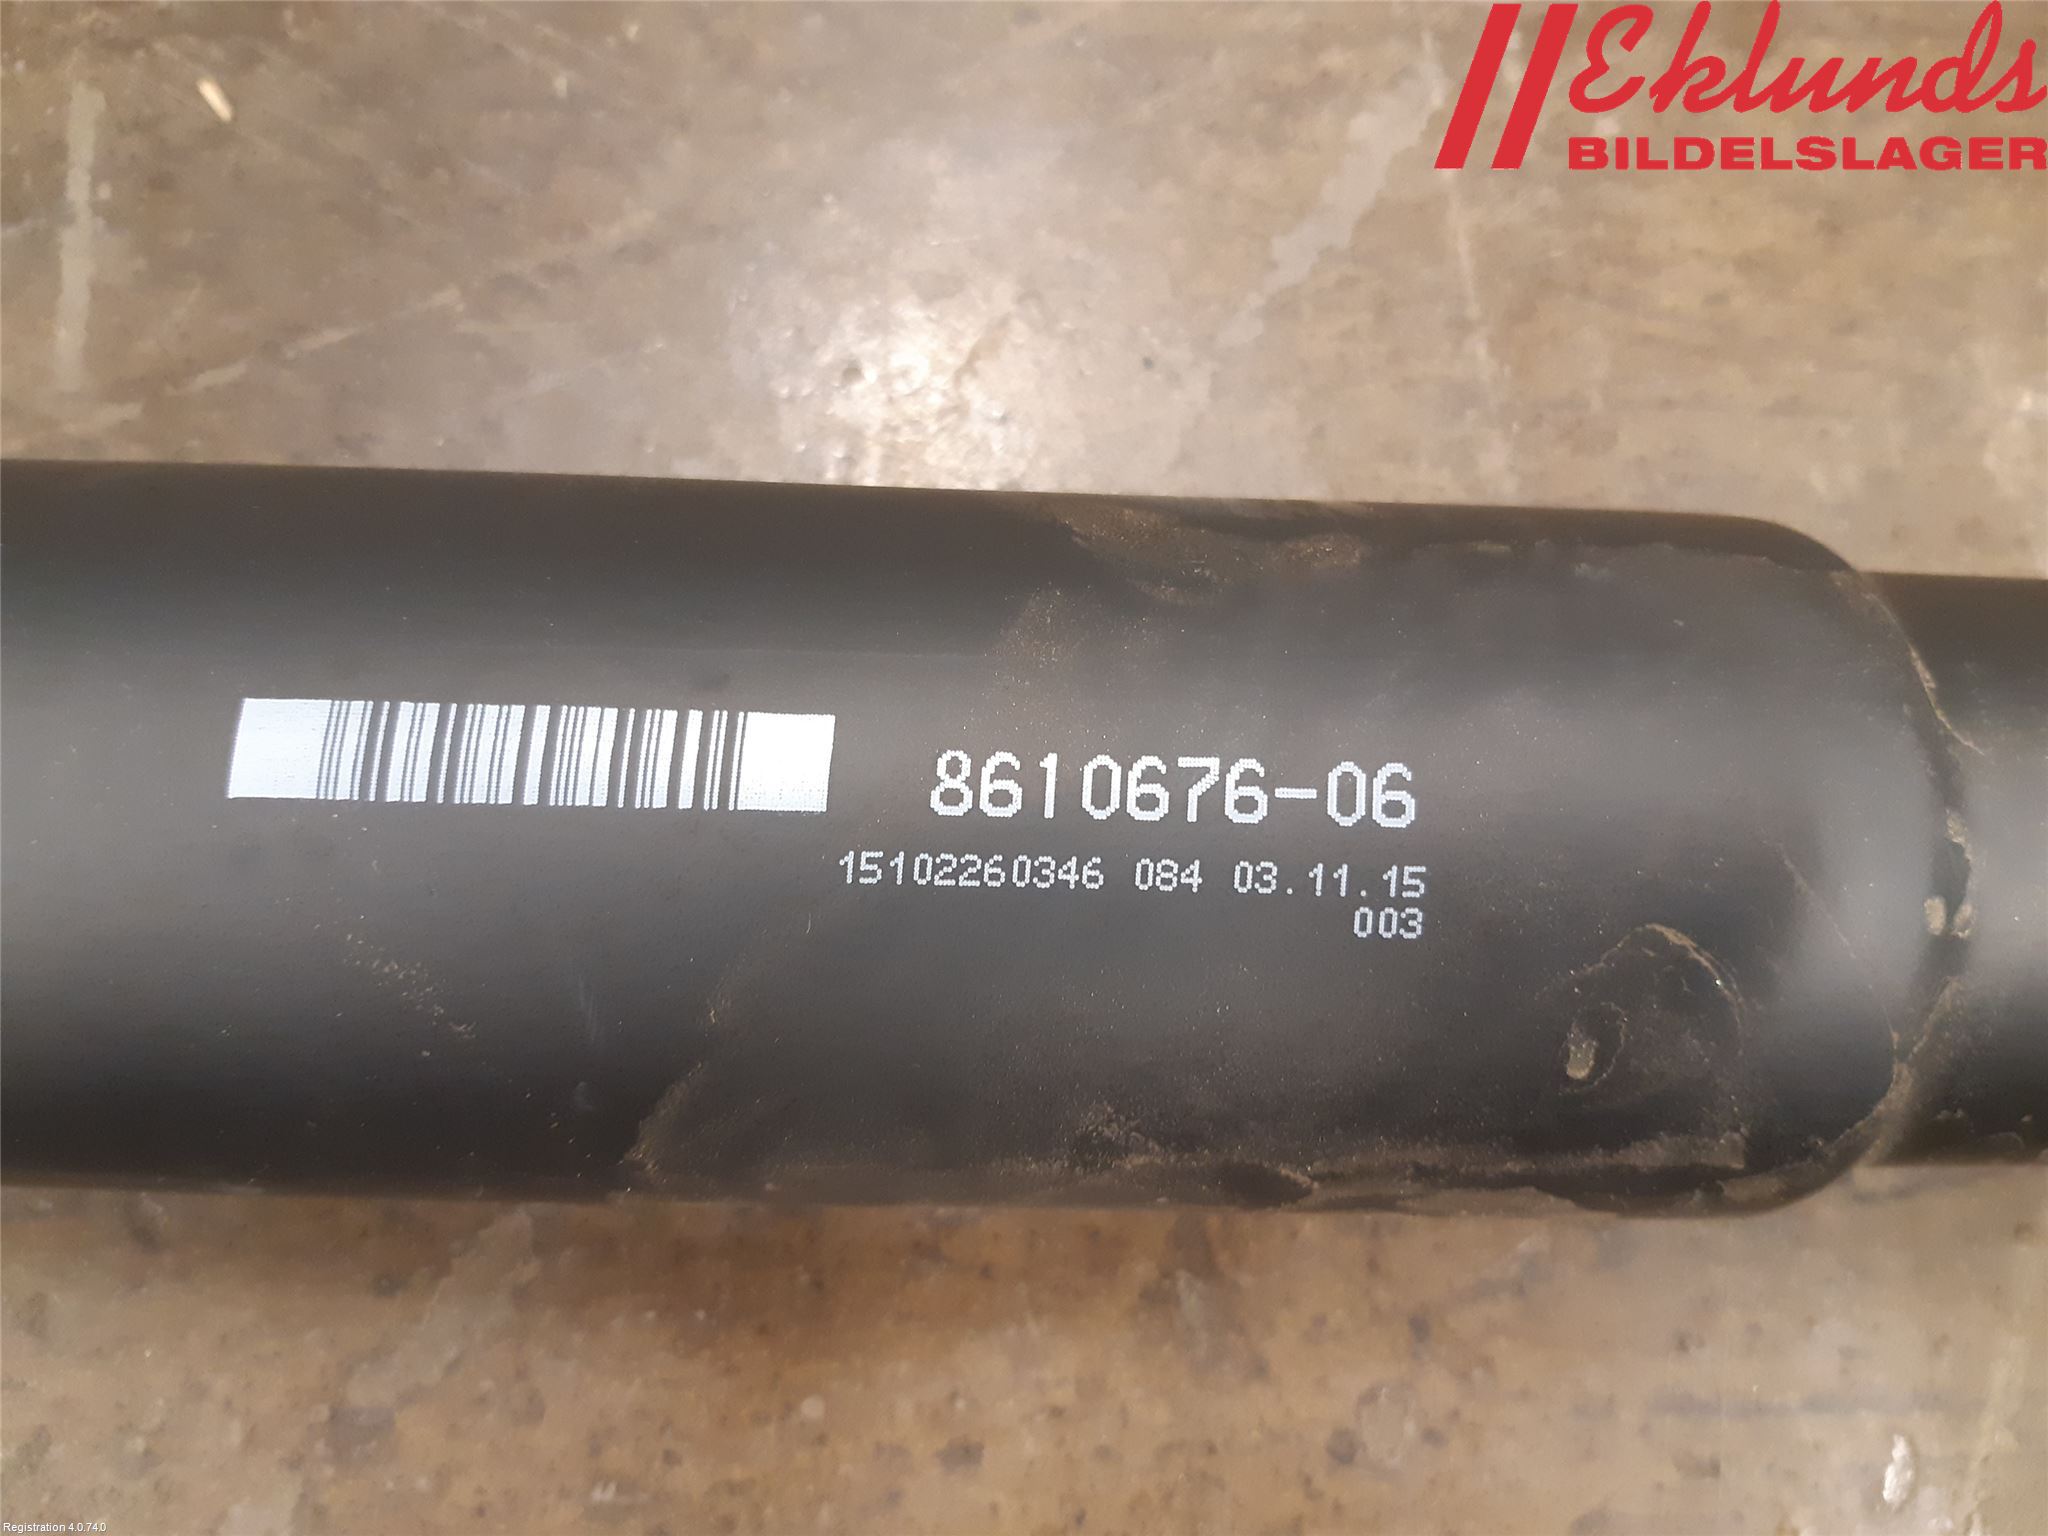 Eklunds
BILDELSLAGER
8610676-06
15102260346 084 03.11.15
003
Registration 4.0.74.0